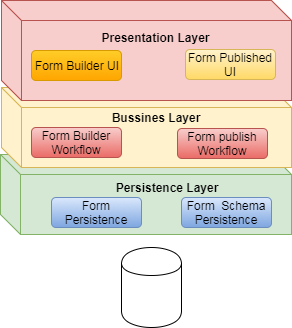 Presentation Layer
Form Builder UI
Form Published
UI
Bussines Layer
Form Builder
Workflow
Form publish
Workflow
Persistence Layer
Form
Persistence
Form Schema
Persistence